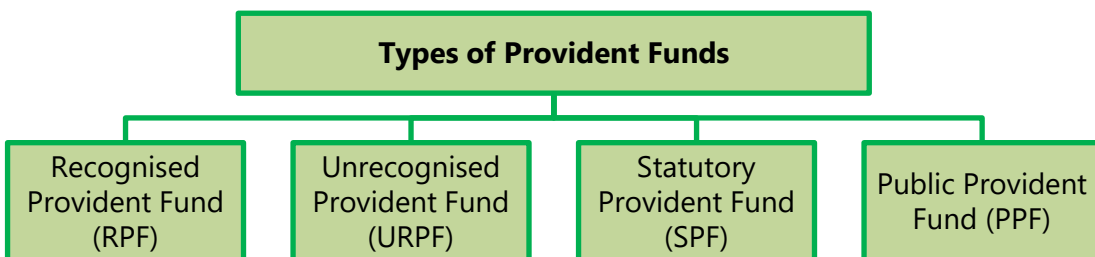 Types of Provident Funds
Recognised
Provident Fund
(RPF)
Unrecognised
Provident Fund
(URPF)
Statutory
Provident Fund
(SPF)
Public Provident
Fund (PPF)